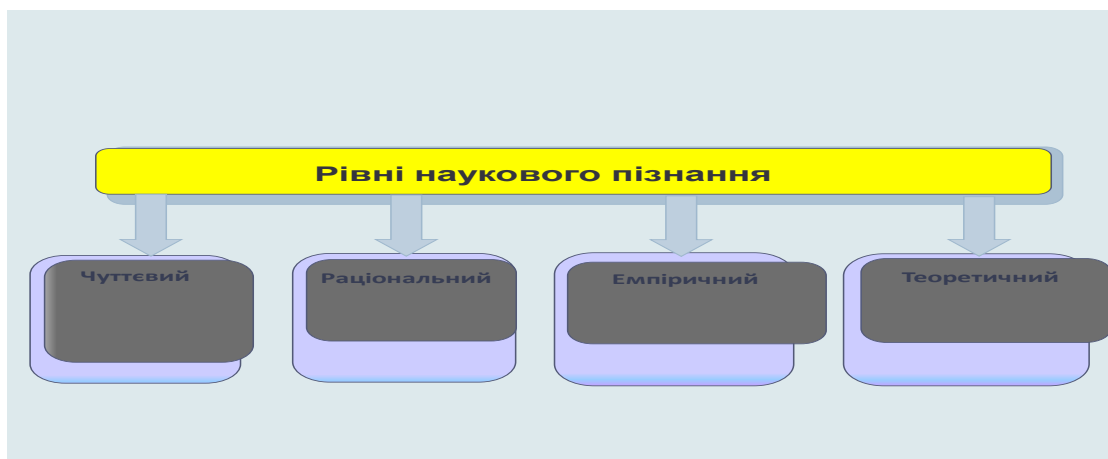 Рівні наукового пізнання
Чуттєвий
Раціональний
Емпіричний
Теоретичний